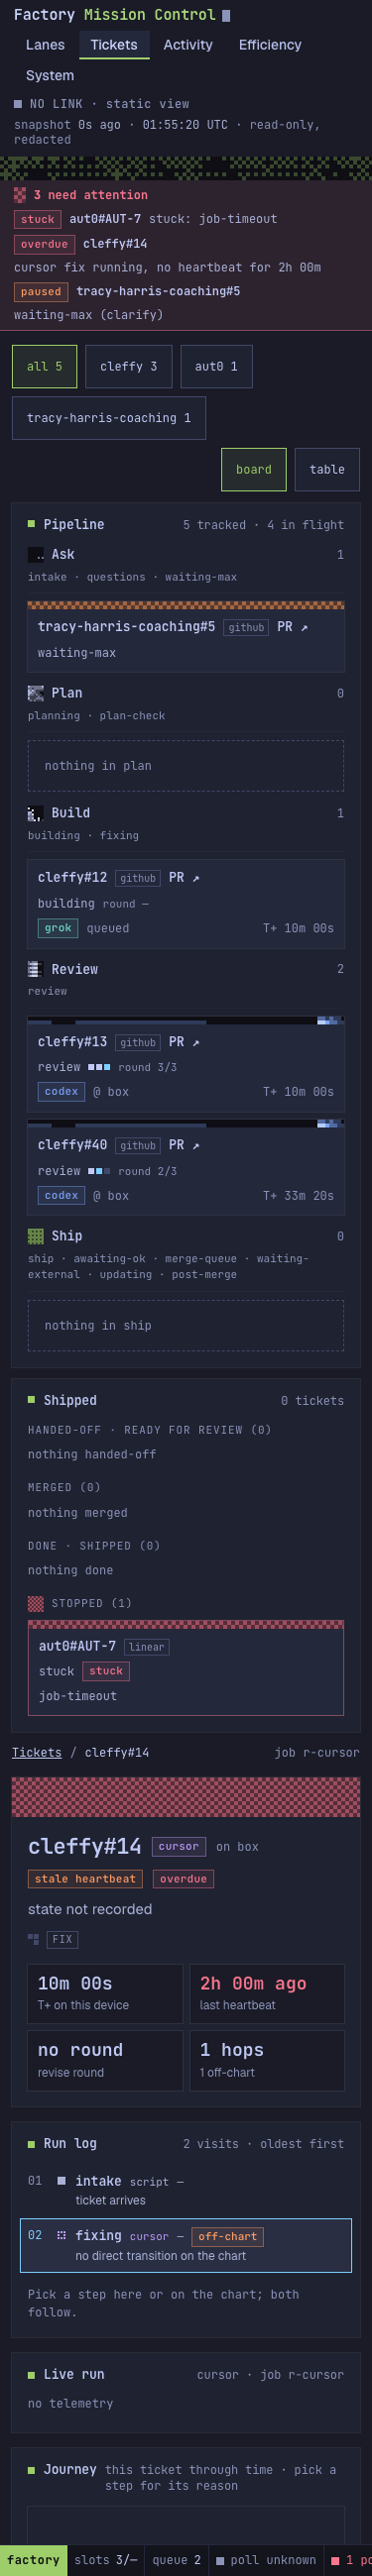 Factory Mission Control
Lanes Tickets Activity Efficiency
System
NO LINK · static view
snapshot 0s ago · 01:55:20 UTC · read-only,
redacted
3 need attention
stuck aut0#AUT-7 stuck: job-timeout
overdue cleffy#14
cursor fix running, no heartbeat for 2h 00m
paused tracy-harris-coaching#5
waiting-max (clarify)
all 5 cleffy 3 aut0 1
tracy-harris-coaching 1
board table
Pipeline 5 tracked · 4 in flight
Ask 1
intake · questions · waiting-max
tracy-harris-coaching#5 github PR ↗
waiting-max
Plan 0
planning · plan-check
nothing in plan
Build 1
building · fixing
cleffy#12 github PR ↗
building round —
grok queued T+ 10m 00s
Review 2
review
cleffy#13 github PR ↗
review round 3/3
codex @ box T+ 10m 00s
cleffy#40 github PR ↗
review round 2/3
codex @ box T+ 33m 20s
Ship 0
ship · awaiting-ok · merge-queue · waiting-
external · updating · post-merge
nothing in ship
Shipped 0 tickets
HANDED-OFF · READY FOR REVIEW (0)
nothing handed-off
MERGED (0)
nothing merged
DONE · SHIPPED (0)
nothing done
STOPPED (1)
aut0#AUT-7 linear
stuck stuck
job-timeout
Tickets / cleffy#14 job r-cursor
cleffy#14 cursor on box
stale heartbeat overdue
state not recorded
FIX
10m 00s 2h 00m ago
T+ on this device last heartbeat
no round 1 hops
revise round 1 off-chart
Run log 2 visits · oldest first
01 intake script —
ticket arrives
02 fixing cursor — off-chart
no direct transition on the chart
Pick a step here or on the chart; both
follow.
Live run cursor · job r-cursor
no telemetry
Journey this ticket through time · pick a
step for its reason
factory slots 3/— queue 2 poll unknown 1